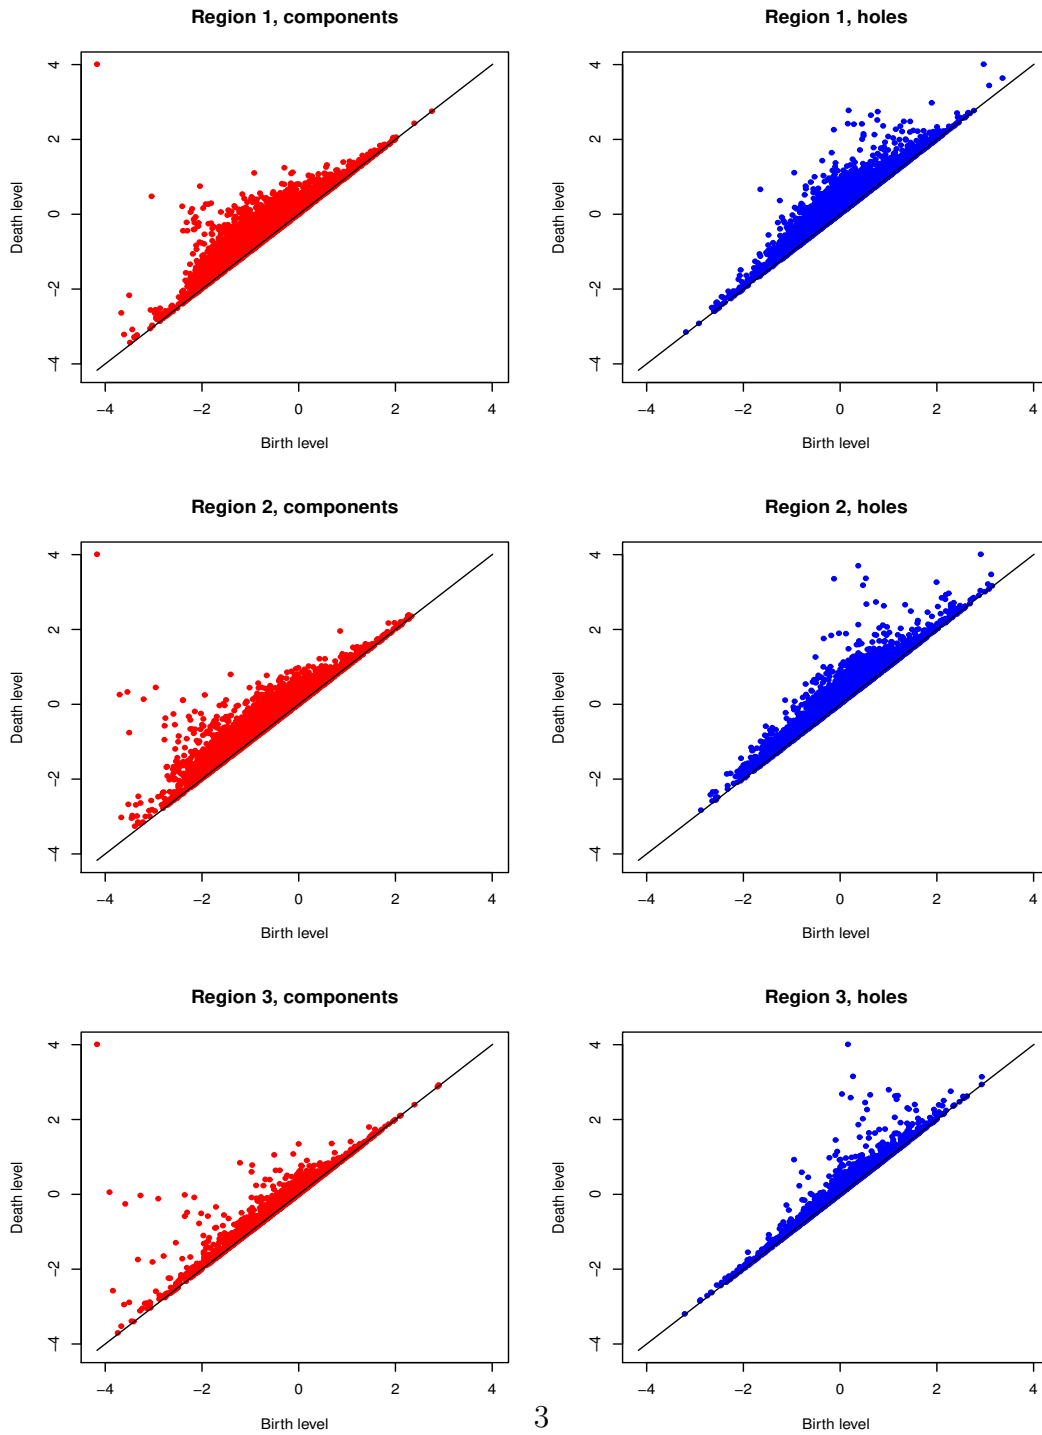 Region 1, components
Death level
4
2
0
−2
−4
−4 −2 0 2 4
Birth level
Region 1, holes
Death level
4
2
0
−2
−4
−4 −2 0 2 4
Birth level
Region 2, components
Death level
4
2
0
−2
−4
−4 −2 0 2 4
Birth level
Region 2, holes
Death level
4
2
0
−2
−4
−4 −2 0 2 4
Birth level
Region 3, components
Death level
4
2
0
−2
−4
−4 −2 0 2 4
Birth level
Region 3, holes
Death level
4
2
0
−2
−4
−4 −2 0 2 4
Birth level
3